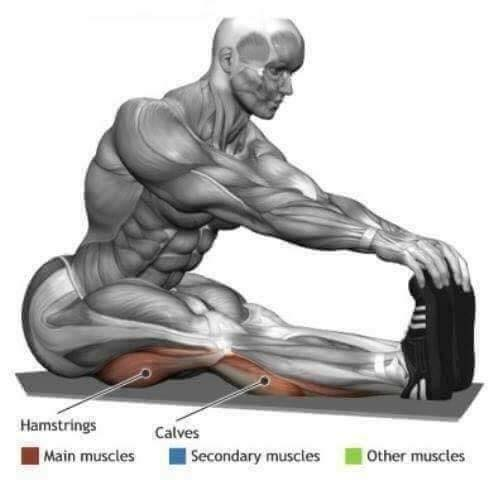 Hamstrings
Calves
Main muscles
Secondary muscles
Other muscles